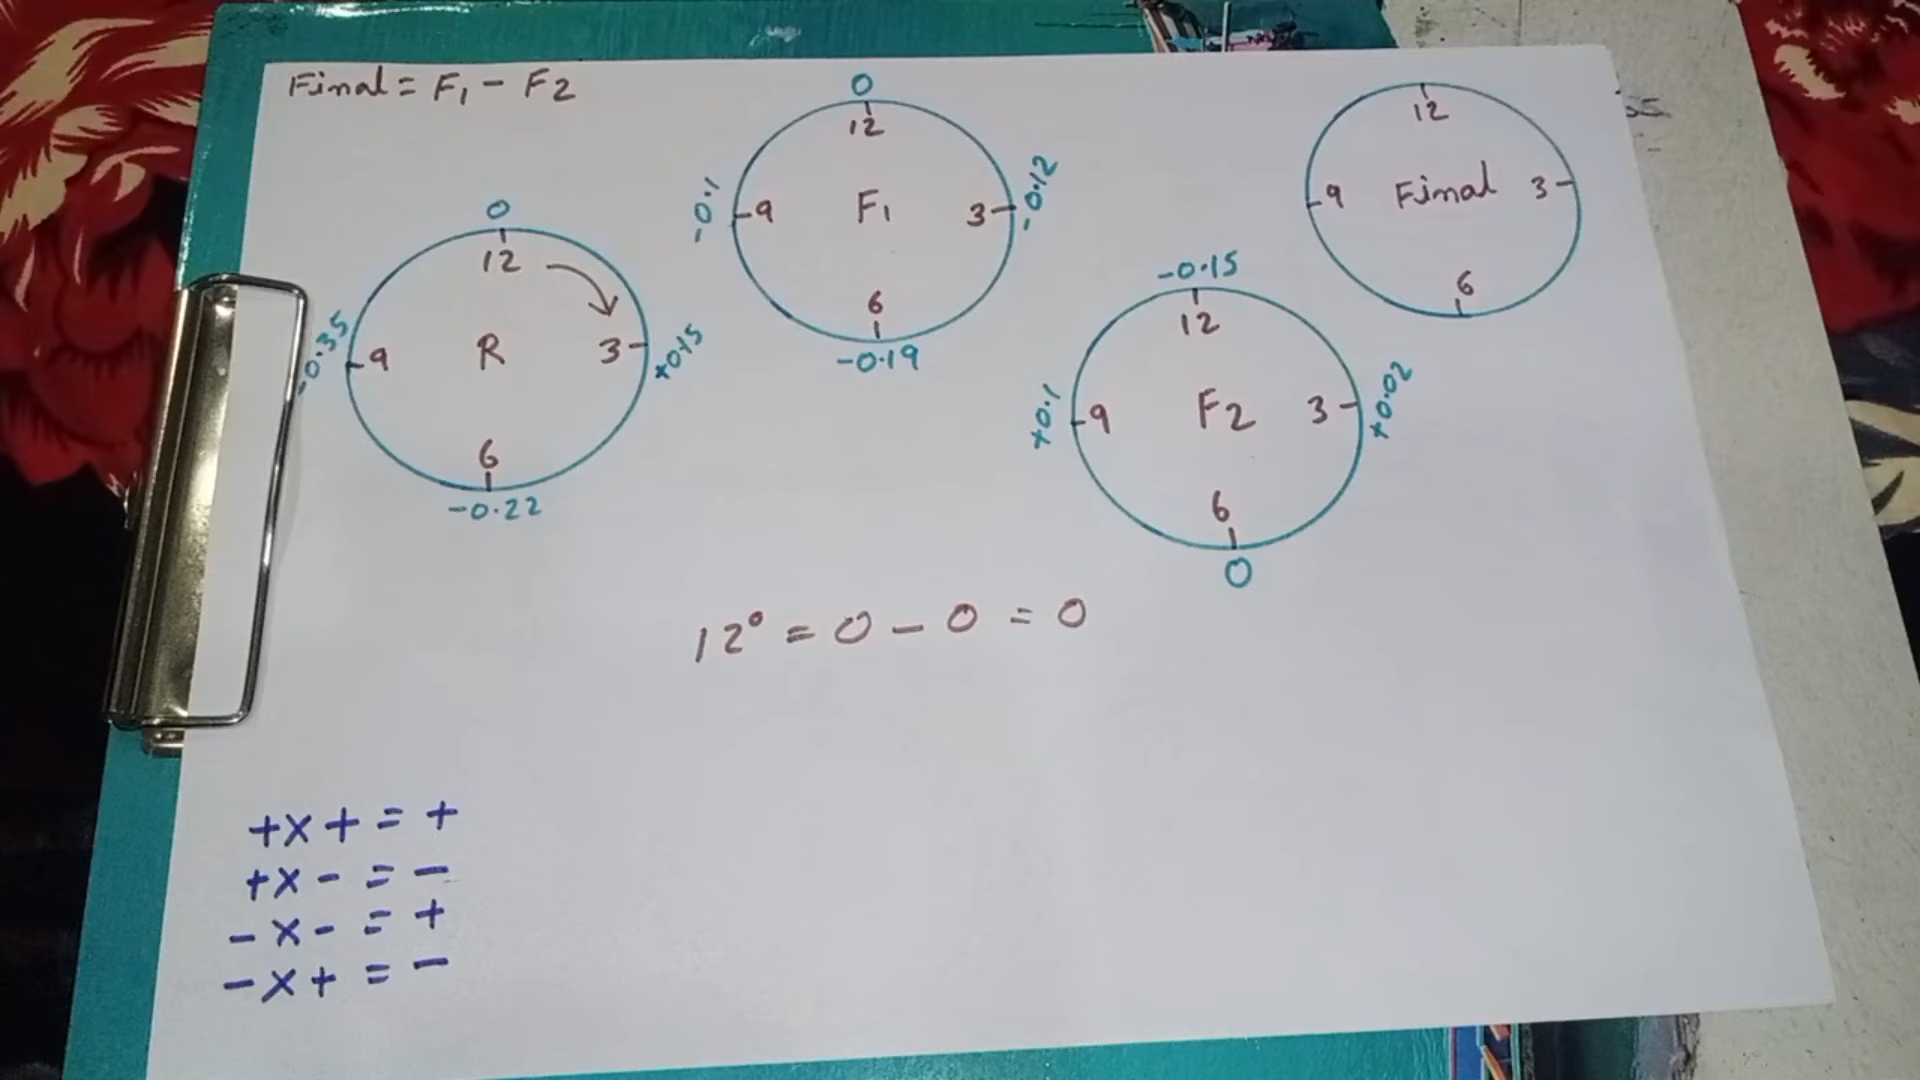 Final = F1 - F2
0
12
-0.35
9
R
3
+0.15
6
-0.22
0
12
-0.1
9
F1
3
-0.12
6
-0.19
-0.15
12
+0.1
9
F2
3
+0.02
6
0
12
9
Final
3
6
12° = 0 - 0 = 0
+ x + = +
+ x - = -
- x - = +
- x + = -